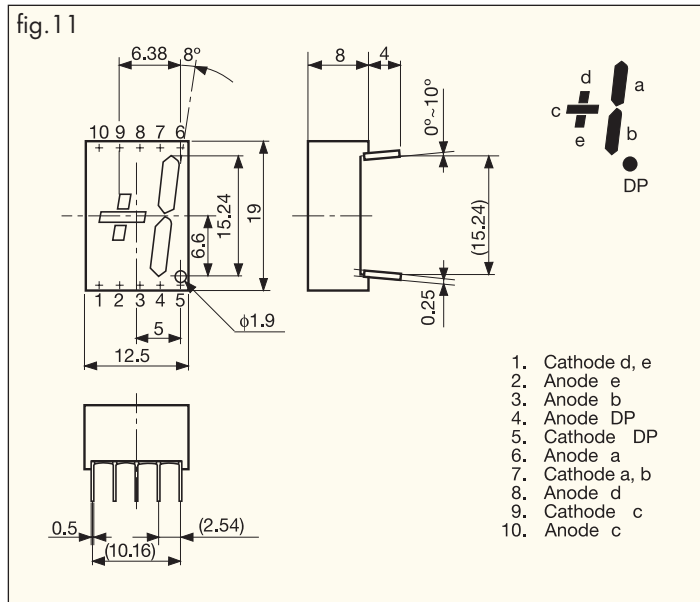 fig.11
6.38
8°
8
4
0°~10°
d
a
c
e
b
DP
10 9 8 7 6
15.24
19
6.6
(15.24)
0.25
1 2 3 4 5
5
φ1.9
12.5
1. Cathode d, e
2. Anode e
3. Anode b
4. Anode DP
5. Cathode DP
6. Anode a
7. Cathode a, b
8. Anode d
9. Cathode c
10. Anode c
0.5
(2.54)
(10.16)